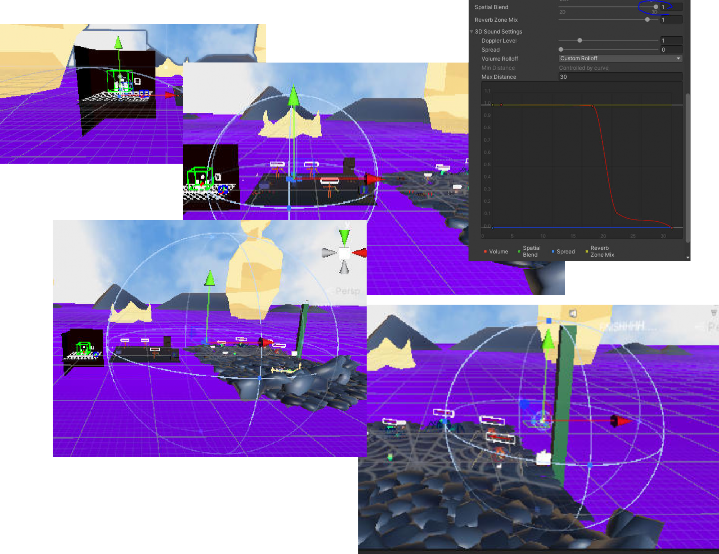 Spatial Blend 1
20 20
Reverb Zone Mix 1
3D Sound Settings
Doppler Level 1
Spread 0
Volume Rolloff Custom Rolloff
Min Distance Controlled by curve
Max Distance 30
1.1
1.0
0.9
0.8
0.7
0.6
0.5
0.4
0.3
0.2
0.1
0.0
0 5 10 15 20 25 30
Volume Spatial Blend Spread Reverb Zone Mix
y
Persp